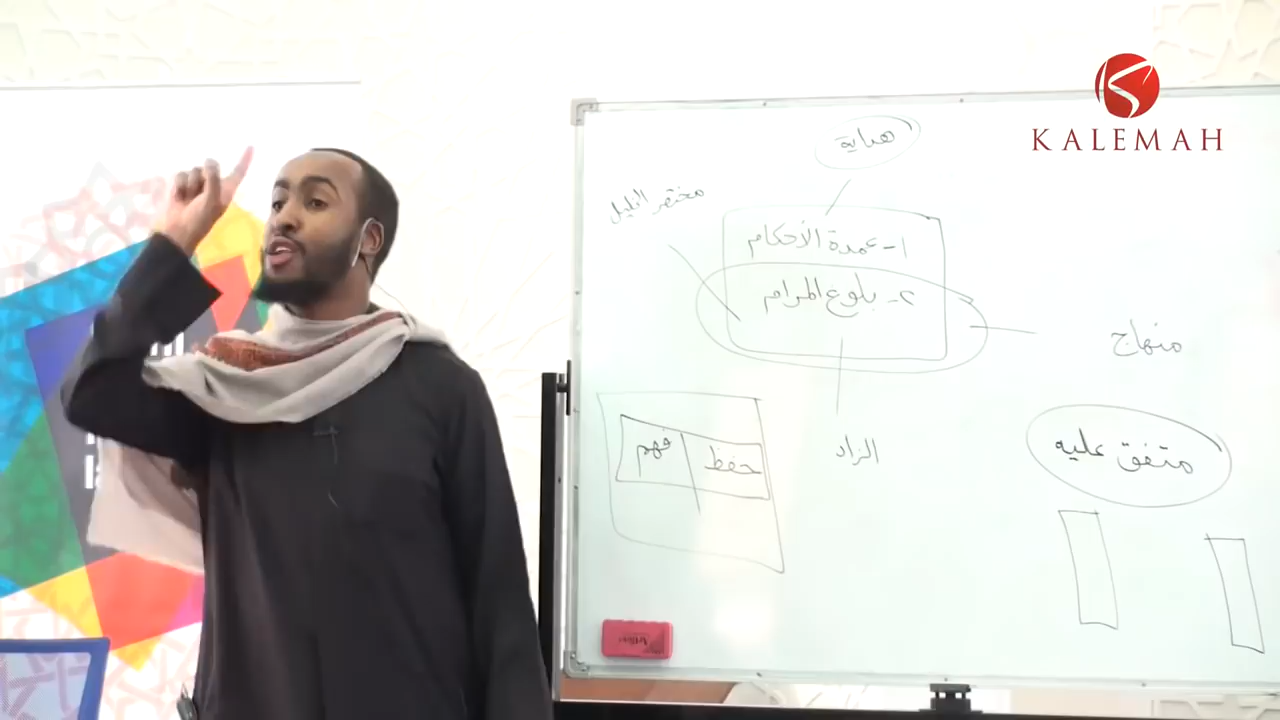 KALEMAH
هداية
مختصر الخليل
١- عمدة الأحكام
٢- بلوغ المرام
منهاج
الزاد
متفق عليه
حفظ
فهم